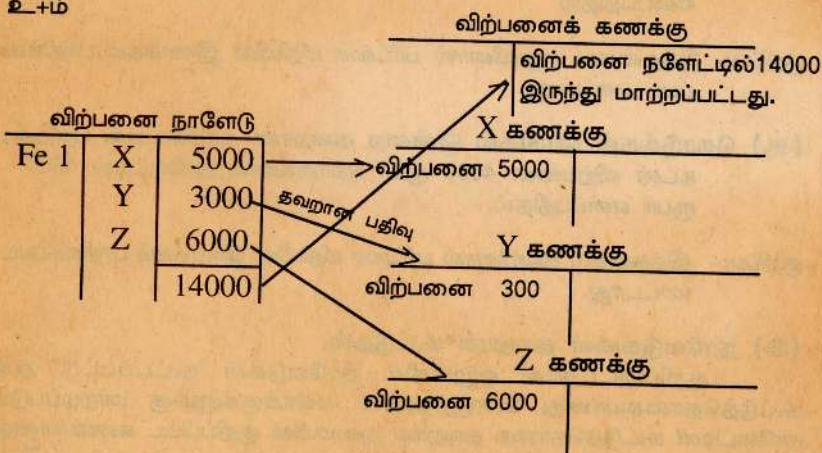 உ+ம்
விற்பனைக் கணக்கு
விற்பனை நளேட்டில்14000
இருந்து மாற்றப்பட்டது.
விற்பனை நாளேடு
Fe 1 X 5000
Y 3000
Z 6000
14000
தவறான பதிவு
X கணக்கு
விற்பனை 5000
Y கணக்கு
விற்பனை 300
Z கணக்கு
விற்பனை 6000